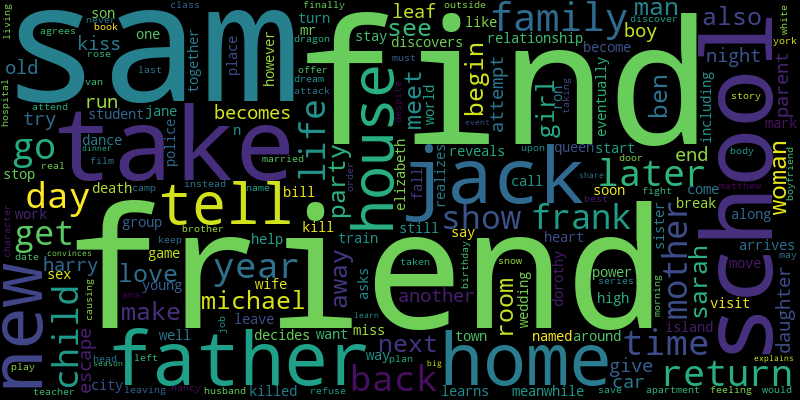 sam
find
friend
take
school
jack
father
home
house
new
tell
family
later
frank
show
mother
time
return
child
day
get
go
life
year
michael
love
make
back
next
room
party
meet
begin
see
leaf
kiss
man
also
night
parent
ben
girl
boy
relationship
attempt
discovers
discover
son
one
mr
stay
like
turn
place
however
together
living
never
book
agrees
rose
van
last
class
finally
dragon
offer
dream
attack
outside
must
become
queen
eventually
including
york
white
story
mark
old
hospital
run
becomes
try
attend
student
jane
police
dance
dinner
film
married
n
world
despite
realizes
reveals
elizabeth
event
upon
start
ron
taking
end
door
body
woman
boyfriend
stop
real
death
camp
instead
name
bill
fall
call
soon
fight
come
matthew
break
share
best
sister
sarah
along
work
character
group
brother
kill
order
still
say
heart
arrives
may
daughter
date
convinces
sex
harry
game
keep
help
train
taken
birthday
snow
wedding
dorothy
power
series
high
morning
move
visit
young
wife
away
asks
another
island
causing
escape
ana
leave
job
learn
miss
town
named
around
well
decides
want
way
plan
give
car
explains
play
head
season
left
city
leaving
nancy
husband
killed
refuse
big
learns
meanwhile
save
apartment
feeling
would
teacher